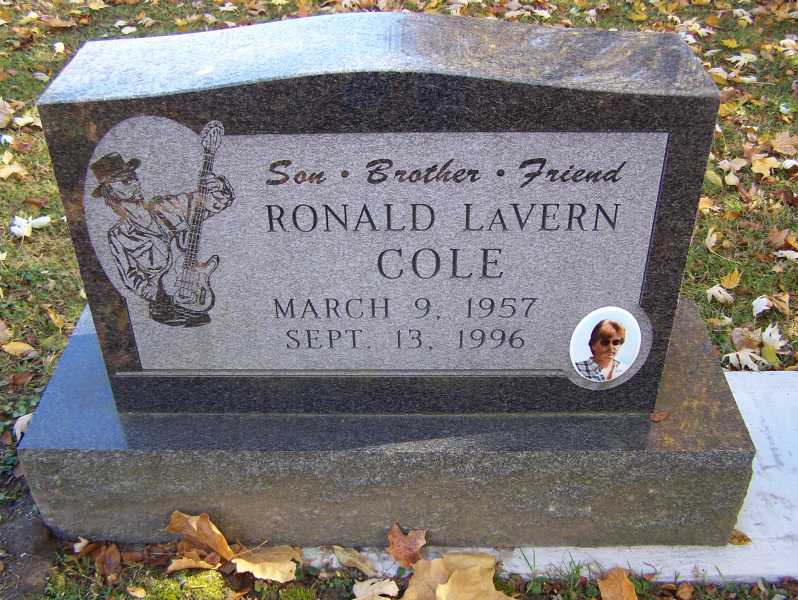 Son • Brother • Friend
RONALD LAVERN
COLE
MARCH 9, 1957
SEPT. 13, 1996